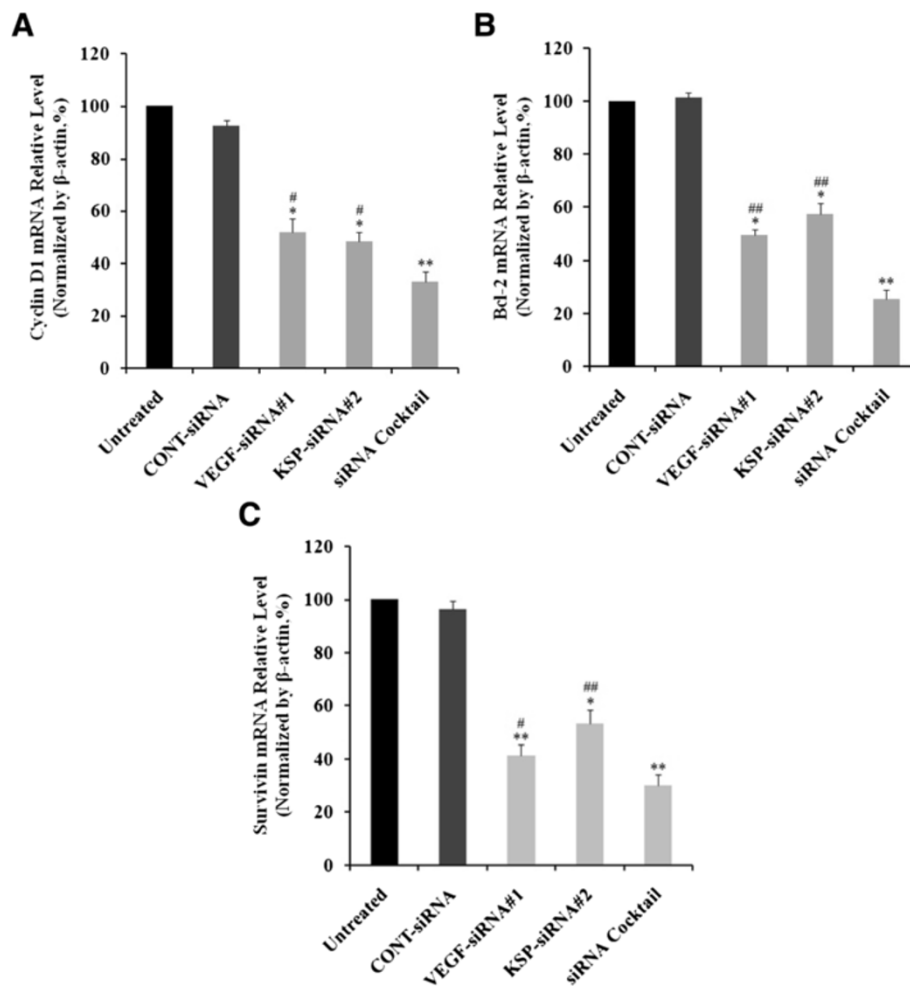 A
Cyclin D1 mRNA Relative Level
(Normalized by β-actin.%)
120
100
80
60
40
20
0
#
*
#
*
**
Untreated
CONT-siRNA
VEGF-siRNA#1
KSP-siRNA#2
siRNA Cocktail
B
Bcl-2 mRNA Relative Level
(Normalized by β-actin.%)
120
100
80
60
40
20
0
##
*
##
*
**
Untreated
CONT-siRNA
VEGF-siRNA#1
KSP-siRNA#2
siRNA Cocktail
C
Survivin mRNA Relative Level
(Normalized by β-actin.%)
120
100
80
60
40
20
0
#
**
##
*
**
Untreated
CONT-siRNA
VEGF-siRNA#1
KSP-siRNA#2
siRNA Cocktail